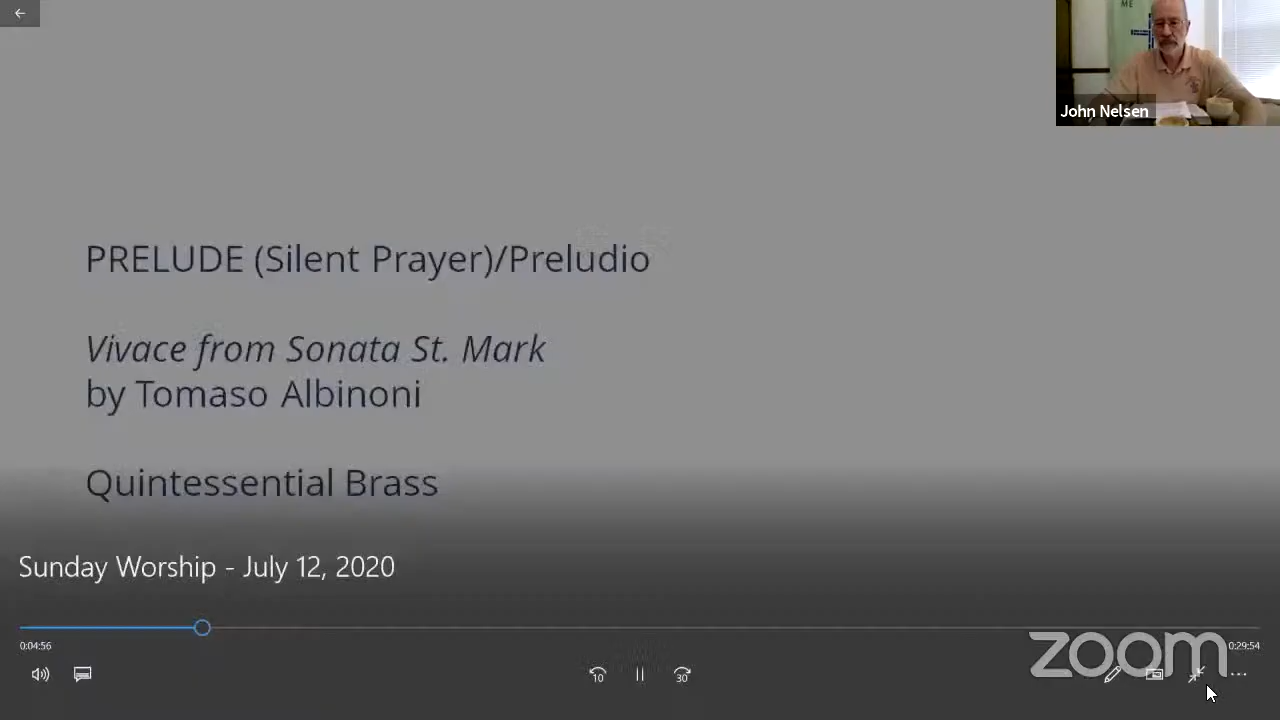 ME
John Nelsen
PRELUDE (Silent Prayer)/Preludio
Vivace from Sonata St. Mark
by Tomaso Albinoni
Quintessential Brass
Sunday Worship - July 12, 2020
0:04:56
0:29:54
zoom
10
30